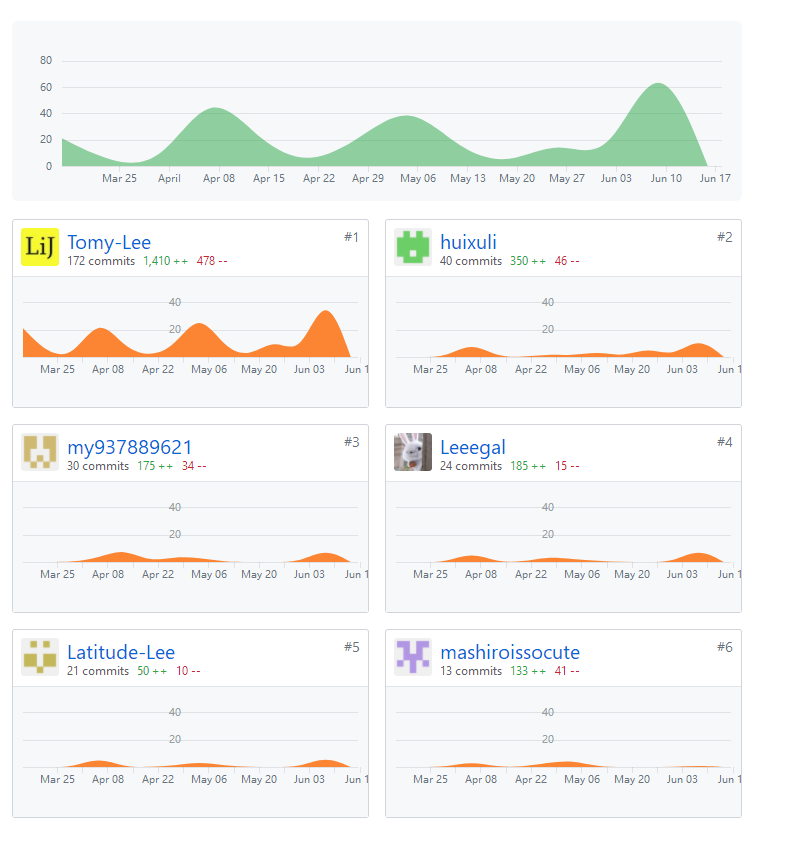 80
60
40
20
0
Mar 25 April Apr 08 Apr 15 Apr 22 Apr 29 May 06 May 13 May 20 May 27 Jun 03 Jun 10 Jun 17
LiJ Tomy-Lee #1
172 commits 1,410 ++ 478 --
40
20
Mar 25 Apr 08 Apr 22 May 06 May 20 Jun 03 Jun 1
huixuli #2
40 commits 350 ++ 46 --
40
20
Mar 25 Apr 08 Apr 22 May 06 May 20 Jun 03 Jun 1
my937889621 #3
30 commits 175 ++ 34 --
40
20
Mar 25 Apr 08 Apr 22 May 06 May 20 Jun 03 Jun 1
Leeegal #4
24 commits 185 ++ 15 --
40
20
Mar 25 Apr 08 Apr 22 May 06 May 20 Jun 03 Jun 1
Latitude-Lee #5
21 commits 50 ++ 10 --
40
20
Mar 25 Apr 08 Apr 22 May 06 May 20 Jun 03 Jun 1
mashiroissocute #6
13 commits 133 ++ 41 --
40
20
Mar 25 Apr 08 Apr 22 May 06 May 20 Jun 03 Jun 1